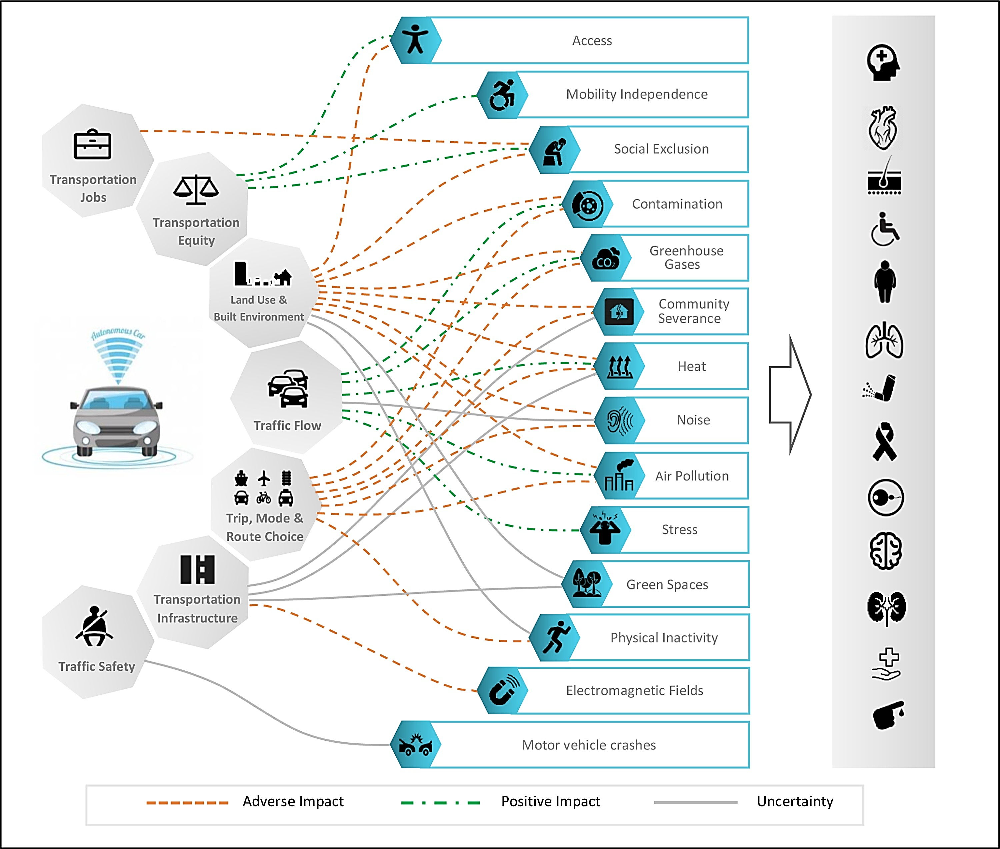 Access
Mobility Independence
Social Exclusion
Contamination
Greenhouse
Gases
Community
Severance
Heat
Noise
Air Pollution
Stress
Green Spaces
Physical Inactivity
Electromagnetic Fields
Motor vehicle crashes
Transportation
Jobs
Transportation
Equity
Land Use &
Built Environment
Traffic Flow
Trip, Mode &
Route Choice
Transportation
Infrastructure
Traffic Safety
Autonomous Car
CO₂
Adverse Impact
Positive Impact
Uncertainty